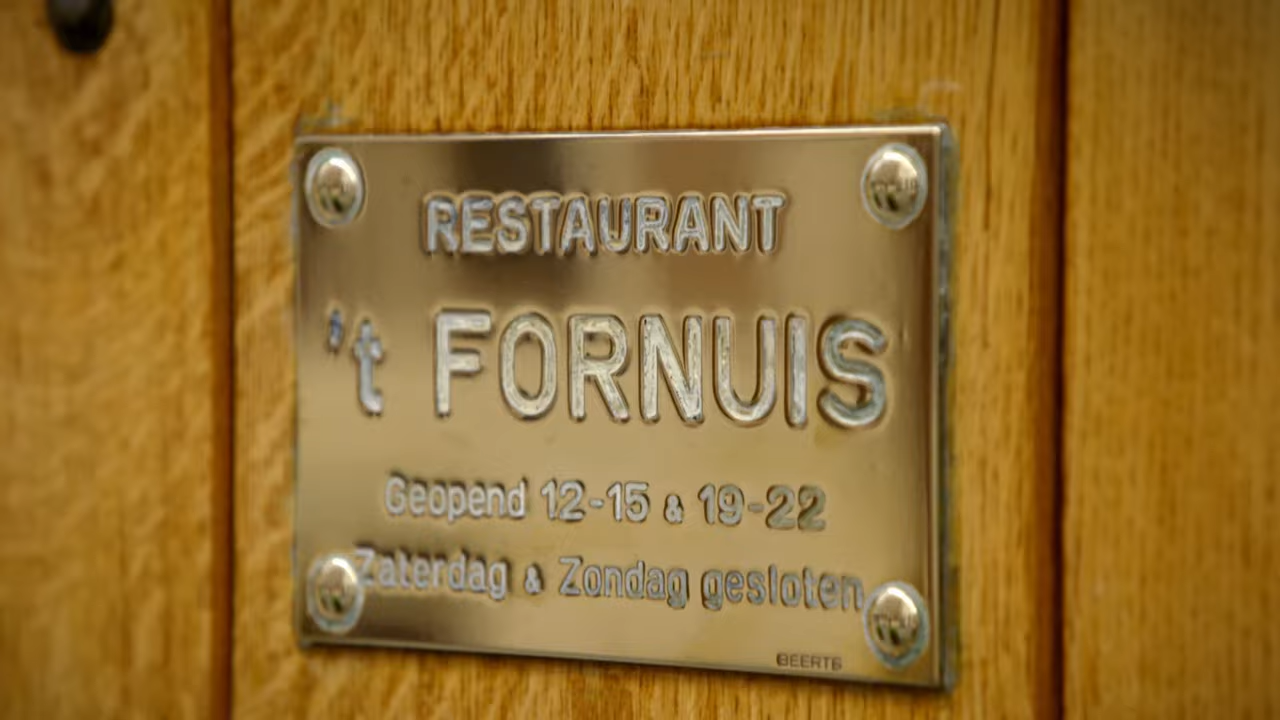 RESTAURANT
't FORNUIS
Geopend 12-15 & 19-22
Zaterdag & Zondag gesloten
BEERTS